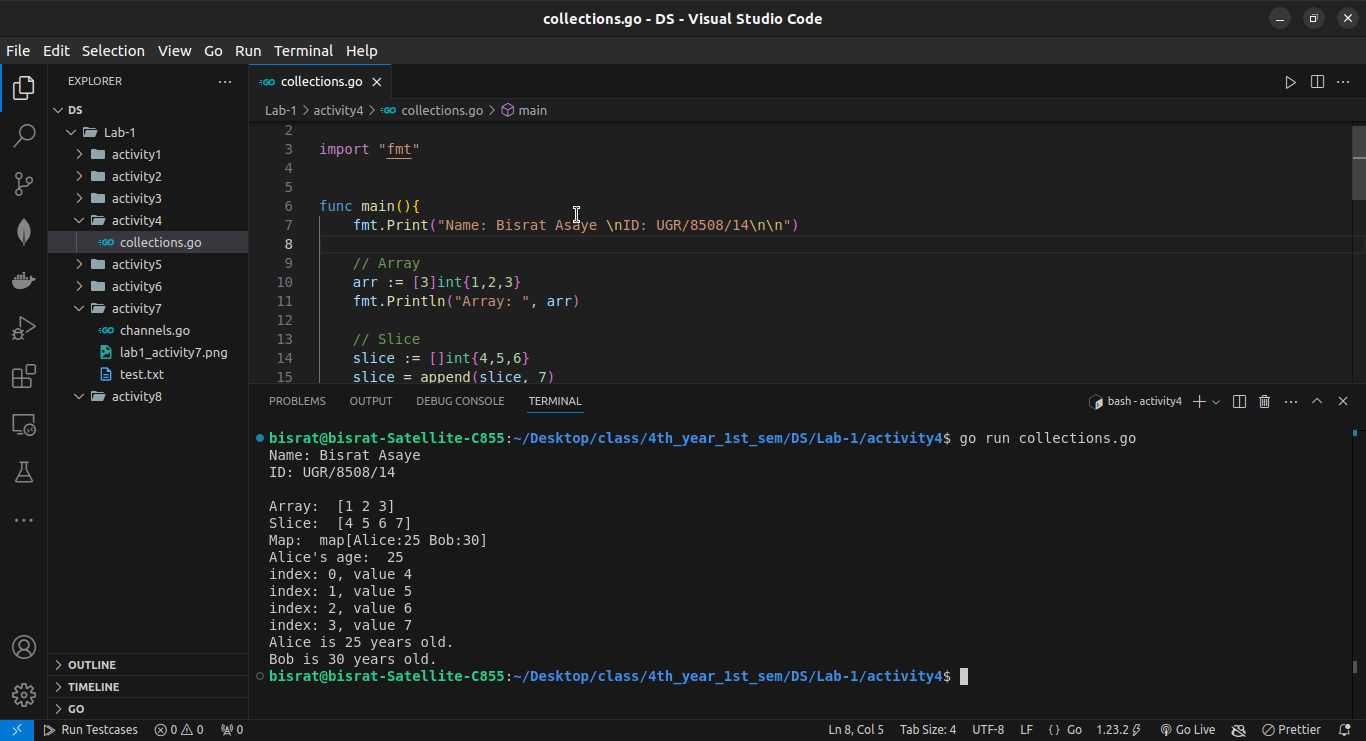 collections.go - DS - Visual Studio Code
File Edit Selection View Go Run Terminal Help
EXPLORER
DS
Lab-1
activity1
activity2
activity3
activity4
collections.go
activity5
activity6
activity7
channels.go
lab1_activity7.png
test.txt
activity8
OUTLINE
TIMELINE
GO
GO collections.go
Lab-1 > activity4 > GO collections.go > main
2
3 import "fmt"
4
5
6 func main(){
7     fmt.Print("Name: Bisrat Asaye \nID: UGR/8508/14\n\n")
8
9     // Array
10     arr := [3]int{1,2,3}
11     fmt.Println("Array: ", arr)
12
13     // Slice
14     slice := []int{4,5,6}
15     slice = append(slice, 7)
PROBLEMS OUTPUT DEBUG CONSOLE TERMINAL
bash - activity4
bisrat@bisrat-Satellite-C855:~/Desktop/class/4th_year_1st_sem/DS/Lab-1/activity4$ go run collections.go
Name: Bisrat Asaye
ID: UGR/8508/14
Array:  [1 2 3]
Slice:  [4 5 6 7]
Map:  map[Alice:25 Bob:30]
Alice's age:  25
index: 0, value 4
index: 1, value 5
index: 2, value 6
index: 3, value 7
Alice is 25 years old.
Bob is 30 years old.
bisrat@bisrat-Satellite-C855:~/Desktop/class/4th_year_1st_sem/DS/Lab-1/activity4$
Run Testcases 0 0 0 Ln 8, Col 5 Tab Size: 4 UTF-8 LF {} Go 1.23.2 Go Live Prettier